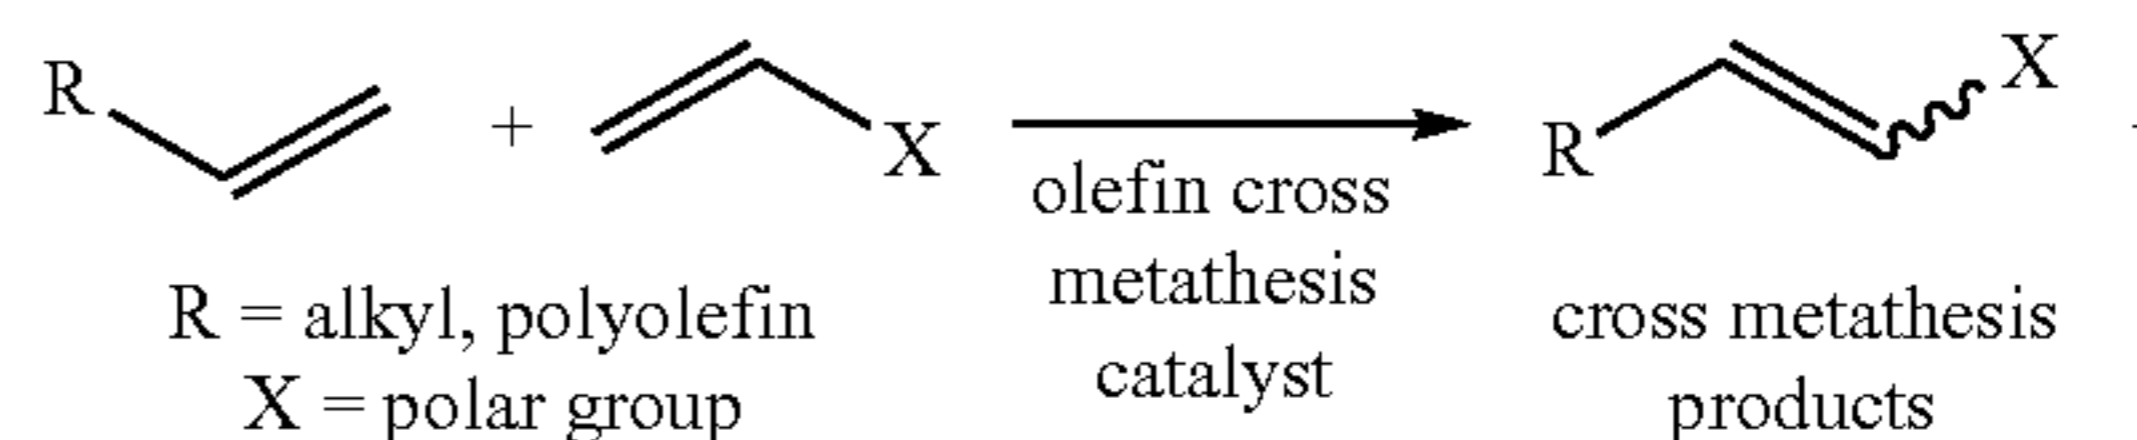 R + X R X
olefin cross
metathesis
catalyst
R = alkyl, polyolefin
X = polar group
cross metathesis
products